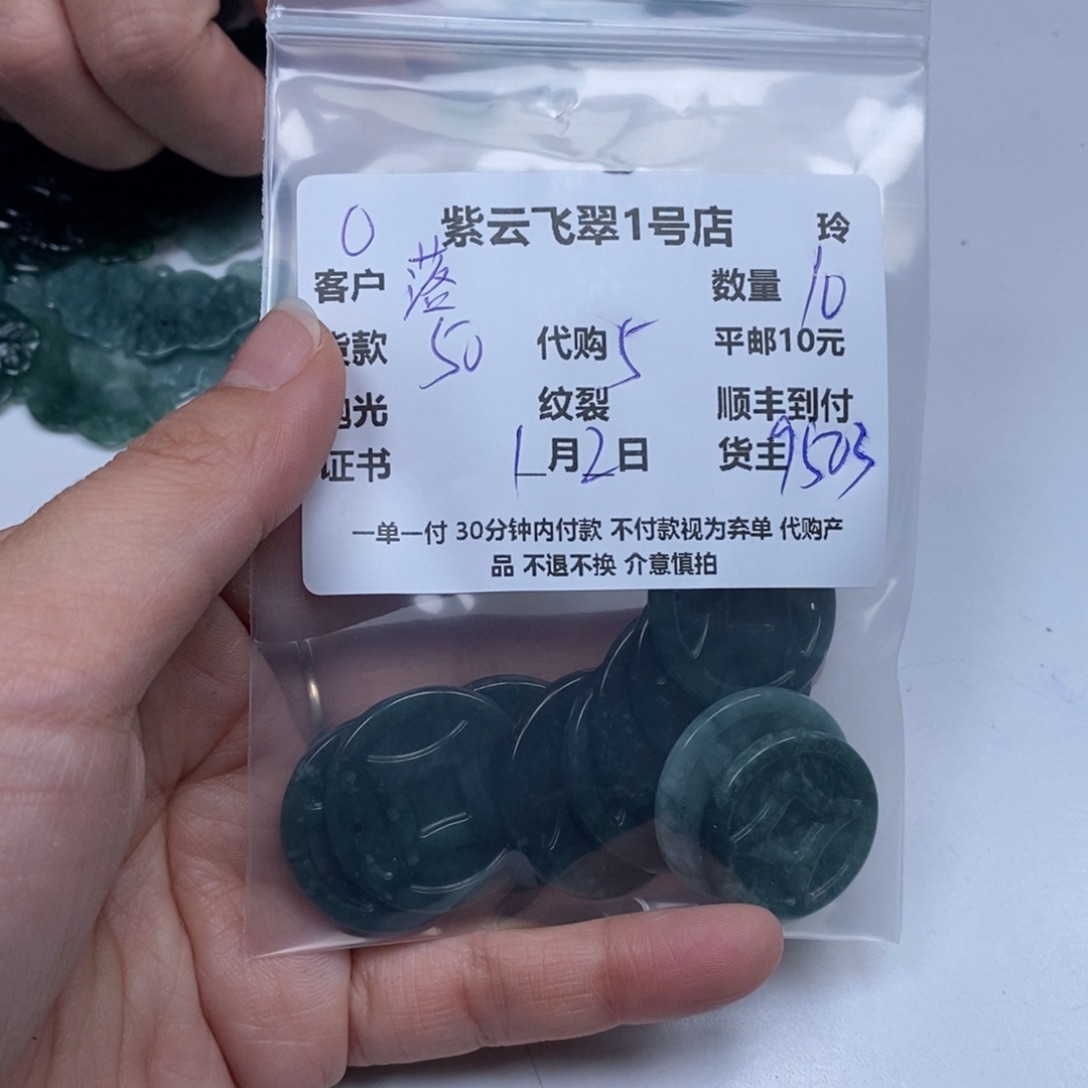 0 紫云飞翠1号店 玲
客户 落 数量 10
货款 50 代购 5 平邮10元
抛光 纹裂 顺丰到付
证书 1月2日 货主 9503
一单一付 30分钟内付款 不付款视为弃单 代购产
品 不退不换 介意慎拍